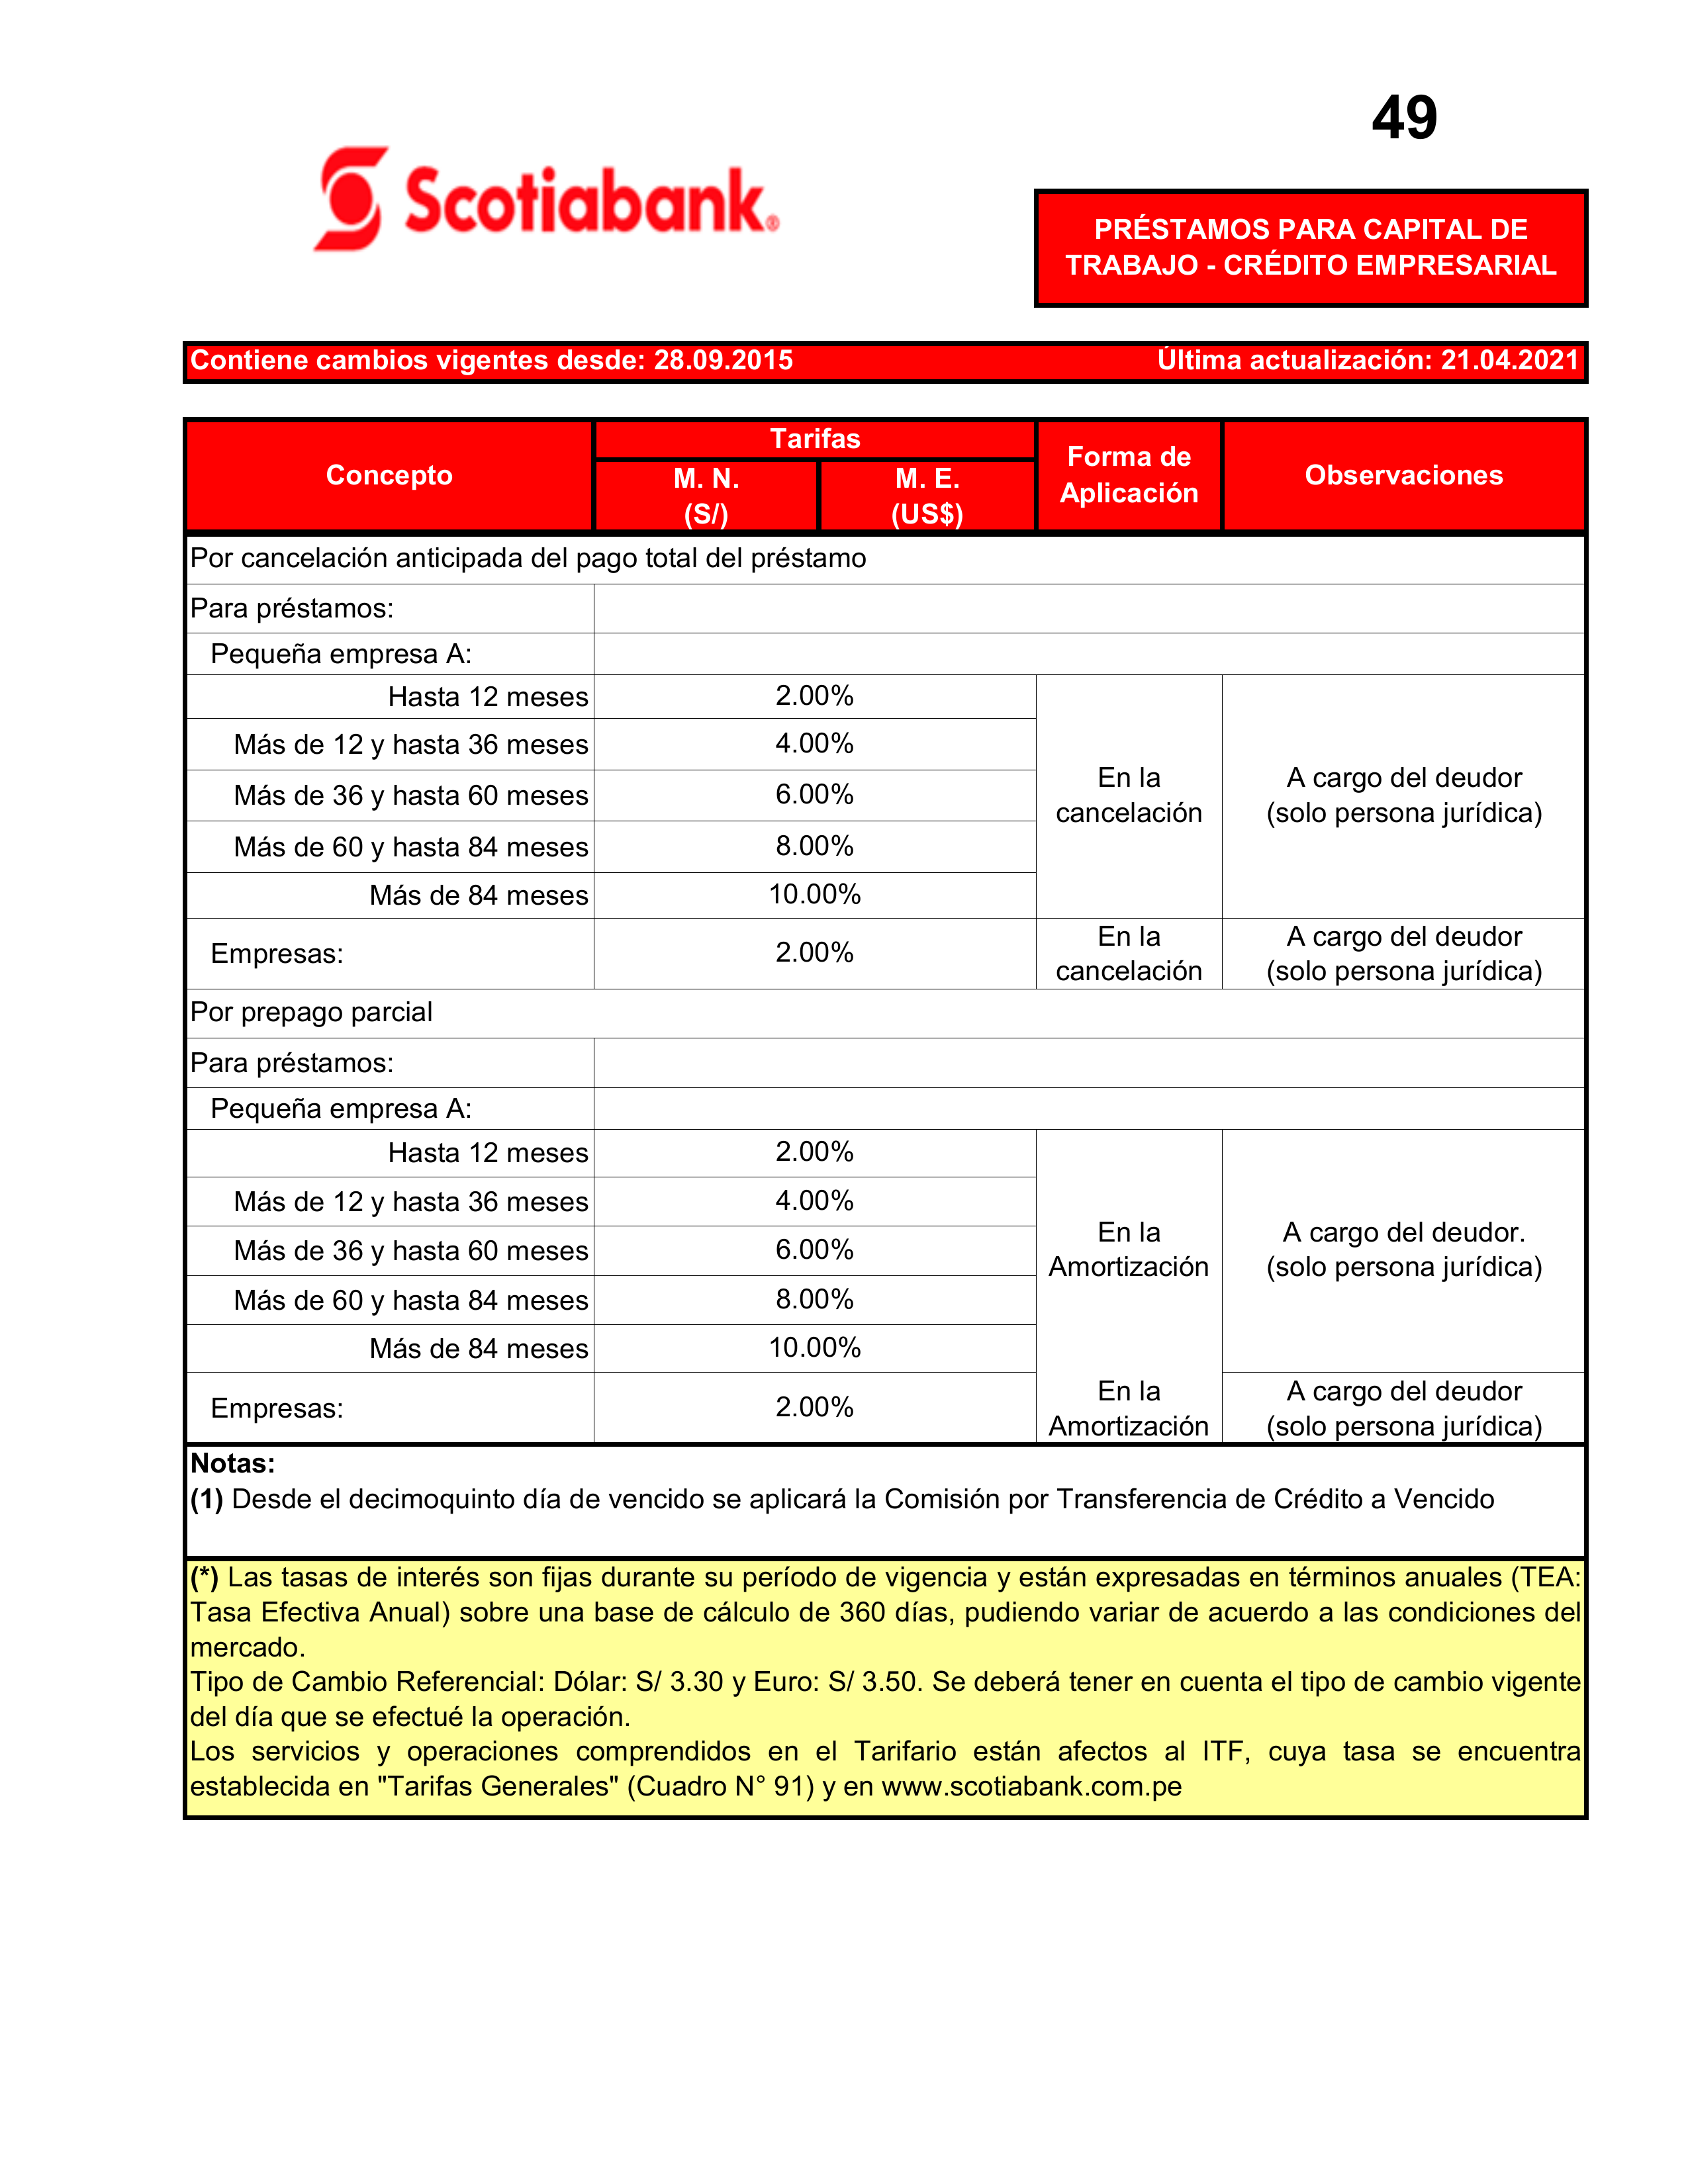 49
Scotiabank®
PRÉSTAMOS PARA CAPITAL DE
TRABAJO - CRÉDITO EMPRESARIAL
Contiene cambios vigentes desde: 28.09.2015 Última actualización: 21.04.2021
Concepto Tarifas Forma de Aplicación Observaciones
M. N. (S/) M. E. (US$)
Por cancelación anticipada del pago total del préstamo
Para préstamos:
Pequeña empresa A:
Hasta 12 meses 2.00%
Más de 12 y hasta 36 meses 4.00%
Más de 36 y hasta 60 meses 6.00%
Más de 60 y hasta 84 meses 8.00%
Más de 84 meses 10.00%
En la
cancelación
A cargo del deudor
(solo persona jurídica)
Empresas: 2.00%
En la
cancelación
A cargo del deudor
(solo persona jurídica)
Por prepago parcial
Para préstamos:
Pequeña empresa A:
Hasta 12 meses 2.00%
Más de 12 y hasta 36 meses 4.00%
Más de 36 y hasta 60 meses 6.00%
Más de 60 y hasta 84 meses 8.00%
Más de 84 meses 10.00%
En la
Amortización
A cargo del deudor.
(solo persona jurídica)
Empresas: 2.00%
En la
Amortización
A cargo del deudor
(solo persona jurídica)
Notas:
(1) Desde el decimoquinto día de vencido se aplicará la Comisión por Transferencia de Crédito a Vencido
(*) Las tasas de interés son fijas durante su período de vigencia y están expresadas en términos anuales (TEA:
Tasa Efectiva Anual) sobre una base de cálculo de 360 días, pudiendo variar de acuerdo a las condiciones del
mercado.
Tipo de Cambio Referencial: Dólar: S/ 3.30 y Euro: S/ 3.50. Se deberá tener en cuenta el tipo de cambio vigente
del día que se efectué la operación.
Los servicios y operaciones comprendidos en el Tarifario están afectos al ITF, cuya tasa se encuentra
establecida en "Tarifas Generales" (Cuadro N° 91) y en www.scotiabank.com.pe